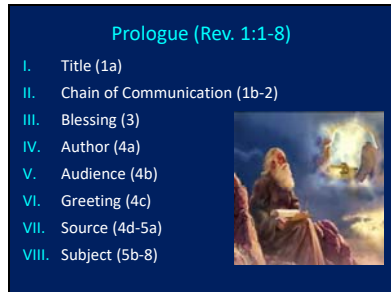 Prologue (Rev. 1:1-8)
I. Title (1a)
II. Chain of Communication (1b-2)
III. Blessing (3)
IV. Author (4a)
V. Audience (4b)
VI. Greeting (4c)
VII. Source (4d-5a)
VIII. Subject (5b-8)